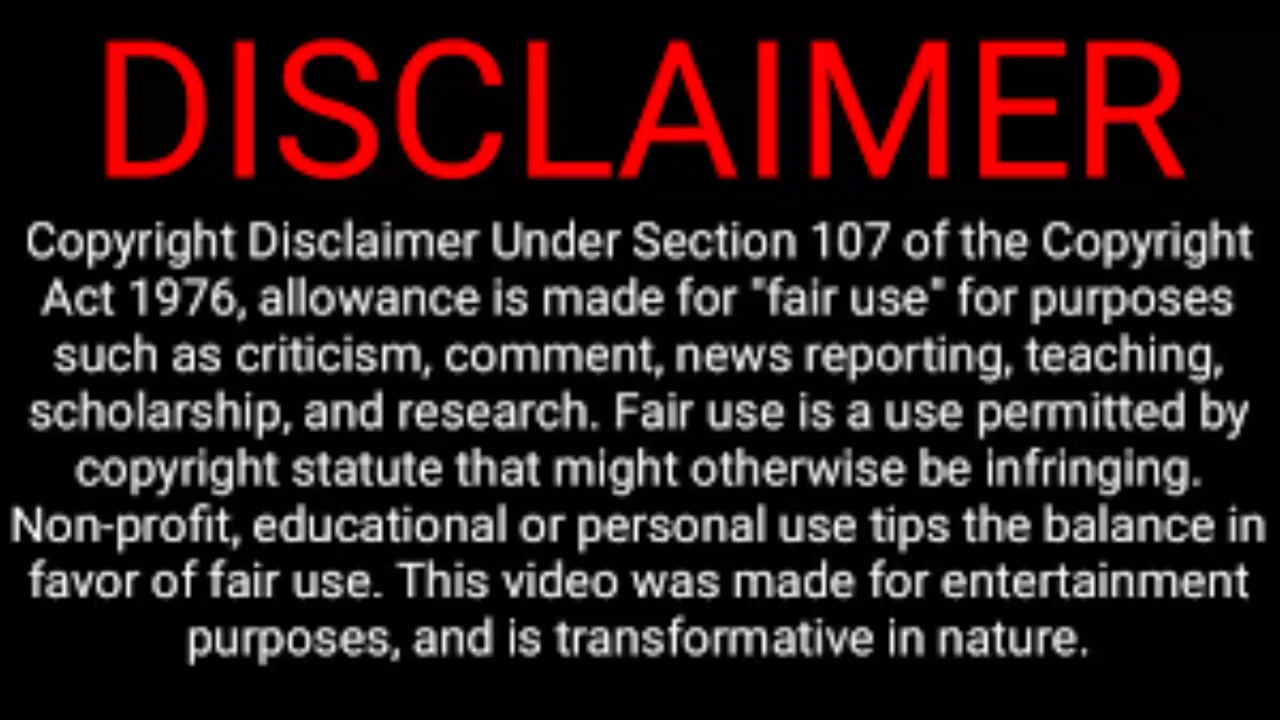 DISCLAIMER
Copyright Disclaimer Under Section 107 of the Copyright
Act 1976, allowance is made for "fair use" for purposes
such as criticism, comment, news reporting, teaching,
scholarship, and research. Fair use is a use permitted by
copyright statute that might otherwise be infringing.
Non-profit, educational or personal use tips the balance in
favor of fair use. This video was made for entertainment
purposes, and is transformative in nature.